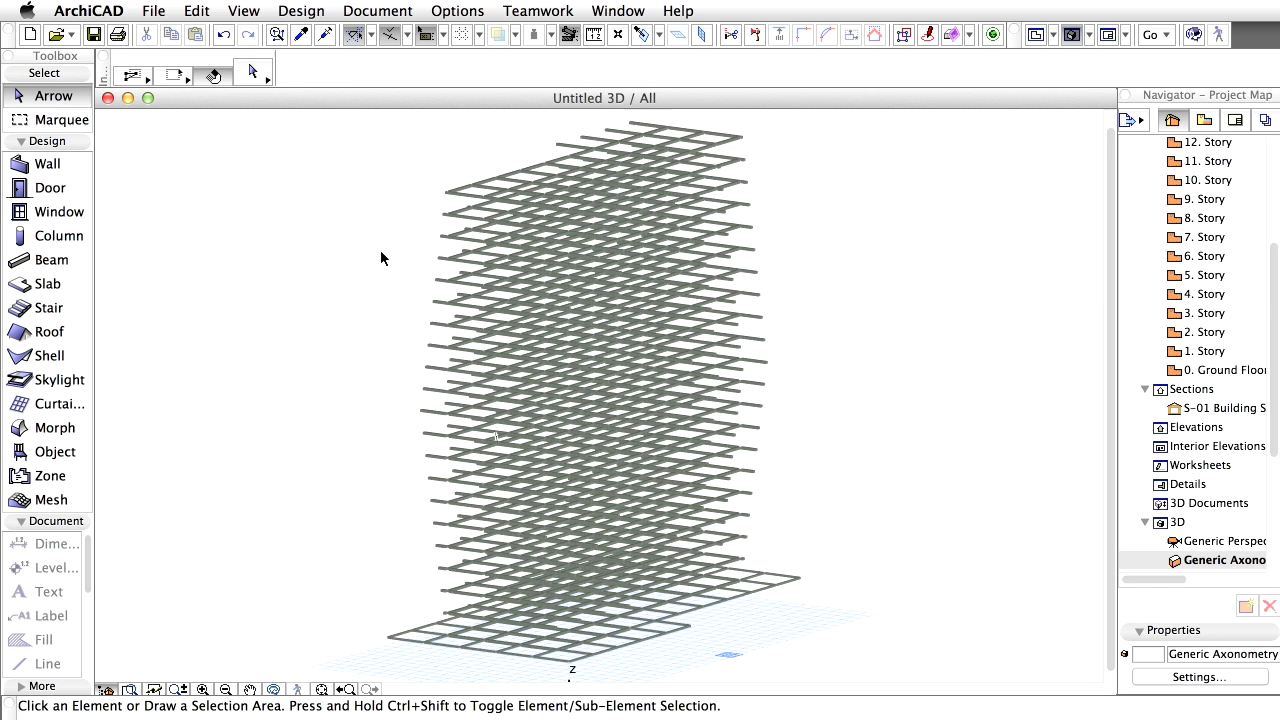 ArchiCAD File Edit View Design Document Options Teamwork Window Help
Go
Toolbox
Select
Arrow
Marquee
Design
Wall
Door
Window
Column
Beam
Slab
Stair
Roof
Shell
Skylight
Curtai...
Morph
Object
Zone
Mesh
Document
Dime...
Level...
Text
Label
Fill
Line
More
Untitled 3D / All
z
Navigator - Project Map
12. Story
11. Story
10. Story
9. Story
8. Story
7. Story
6. Story
5. Story
4. Story
3. Story
2. Story
1. Story
0. Ground Floor
Sections
S-01 Building S
Elevations
Interior Elevations
Worksheets
Details
3D Documents
3D
Generic Perspec
Generic Axono
Properties
Generic Axonometry
Settings...
Click an Element or Draw a Selection Area. Press and Hold Ctrl+Shift to Toggle Element/Sub-Element Selection.